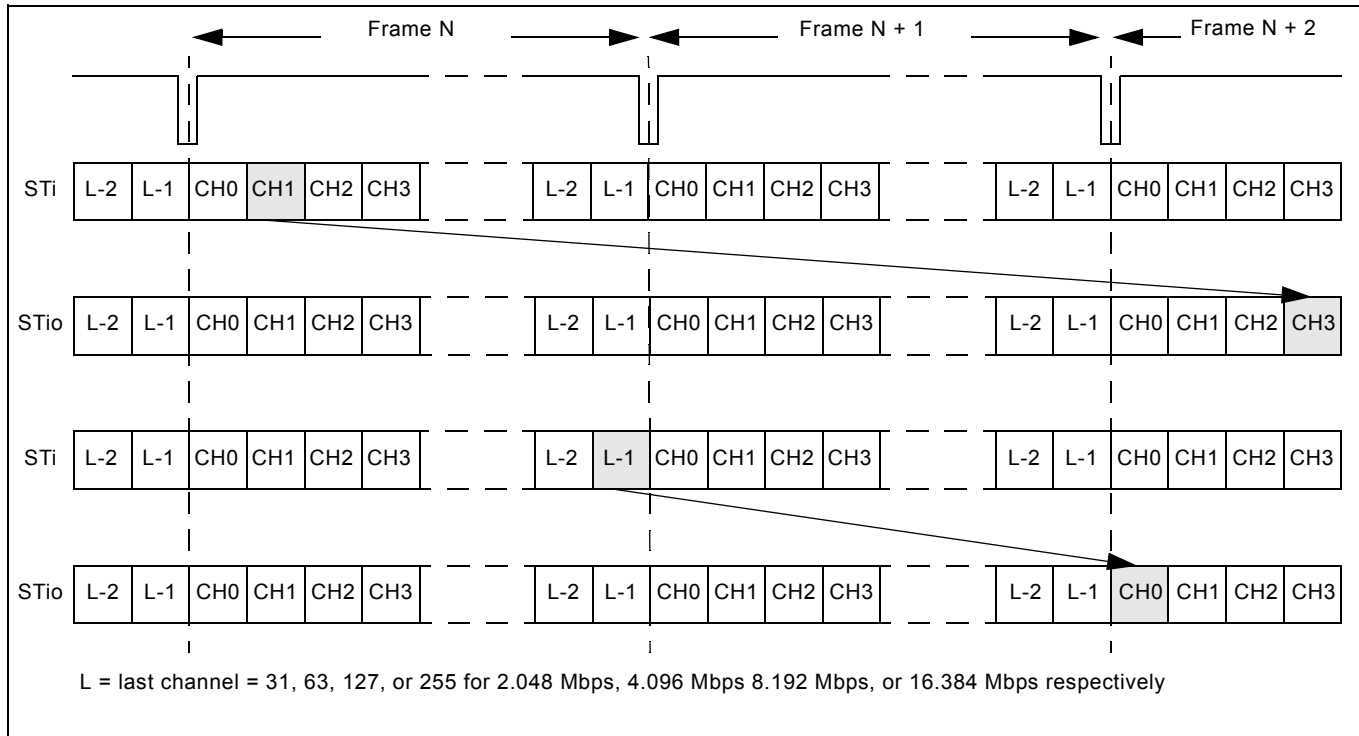 Frame N Frame N + 1 Frame N + 2
STi L-2 L-1 CH0 CH1 CH2 CH3 L-2 L-1 CH0 CH1 CH2 CH3 L-2 L-1 CH0 CH1 CH2 CH3
STio L-2 L-1 CH0 CH1 CH2 CH3 L-2 L-1 CH0 CH1 CH2 CH3 L-2 L-1 CH0 CH1 CH2 CH3
STi L-2 L-1 CH0 CH1 CH2 CH3 L-2 L-1 CH0 CH1 CH2 CH3 L-2 L-1 CH0 CH1 CH2 CH3
STio L-2 L-1 CH0 CH1 CH2 CH3 L-2 L-1 CH0 CH1 CH2 CH3 L-2 L-1 CH0 CH1 CH2 CH3
L = last channel = 31, 63, 127, or 255 for 2.048 Mbps, 4.096 Mbps 8.192 Mbps, or 16.384 Mbps respectively